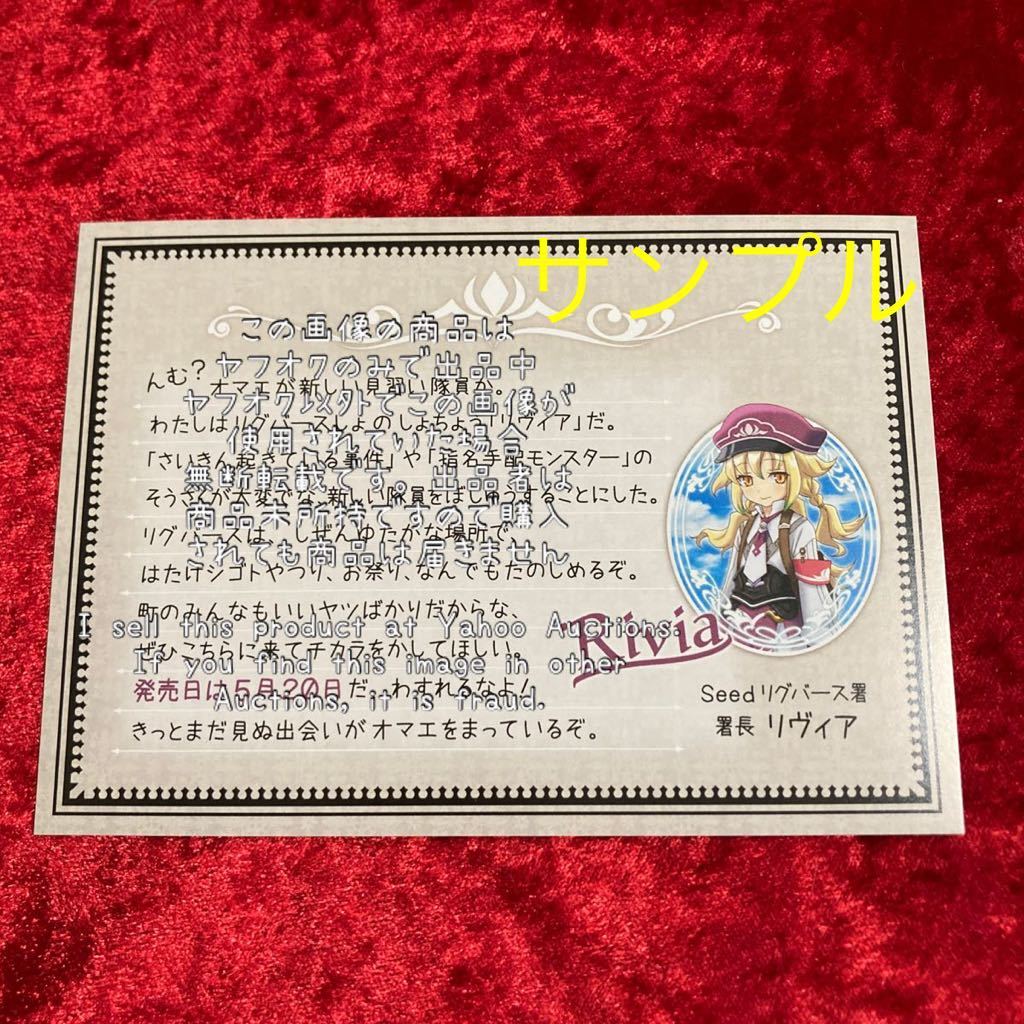 サンプル
この画像の商品は
ヤフオクのみで出品中
ヤフオク以外でこの画像が
使用されていた場合
無断転載です。出品者は
商品未所持ですので購入
されても商品は届きません
I sell this product at Yahoo Auctions.
If you find this image in other
Auctions, it is fraud.
んむ？オマエが新しい見習い隊員か。
わたしはリグバースしょの しょちょう「リヴィア」だ。
「さいきん起きている事件」や「指名手配モンスター」の
そうさが大変でな、新しい隊員をぼしゅうすることにした。
リグバースは、しぜんゆたかな場所で、
はたけシゴトやつり、お祭り、なんでもたのしめるぞ。
町のみんなもいいヤツばかりだからな、
ぜひこちらに来てチカラをかしてほしい。
発売日は5月20日だ。わすれるなよ！
きっとまだ見ぬ出会いがオマエをまっているぞ。
Rivia
Seedリグバース署
署長 リヴィア